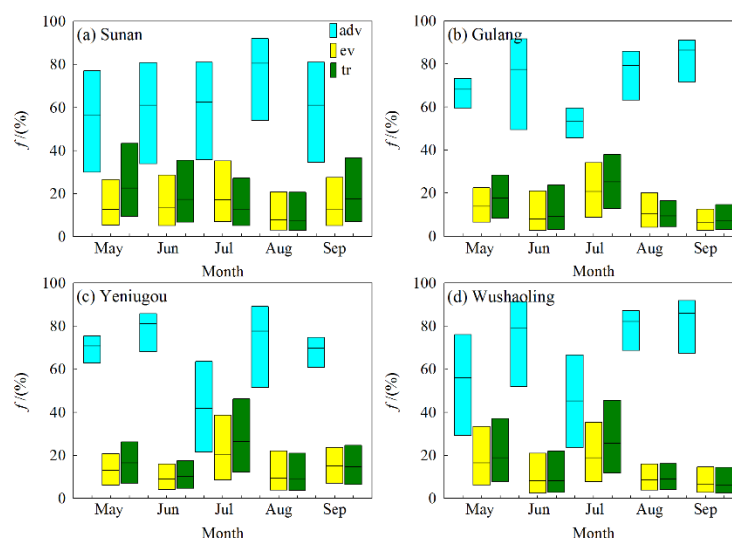 100
(a) Sunan
adv
ev
tr
80
60
40
20
0
f /(%)
May Jun Jul Aug Sep
Month
100
(b) Gulang
80
60
40
20
0
f /(%)
May Jun Jul Aug Sep
Month
100
(c) Yeniugou
80
60
40
20
0
f /(%)
May Jun Jul Aug Sep
Month
100
(d) Wushaoling
80
60
40
20
0
f /(%)
May Jun Jul Aug Sep
Month